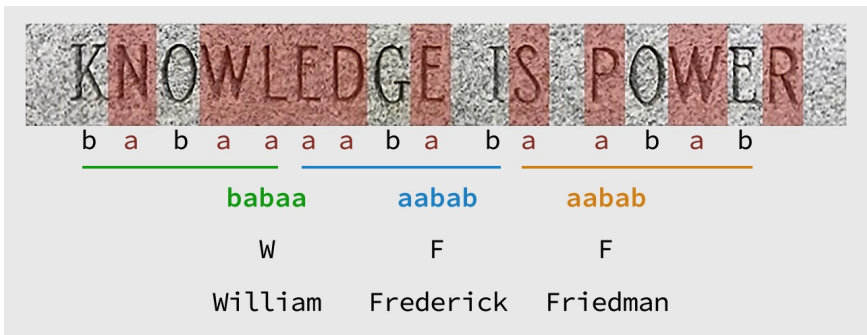 KNOWLEDGE IS POWER
b a b a a a a b a b a a b a b
babaa aabab aabab
W F F
William Frederick Friedman